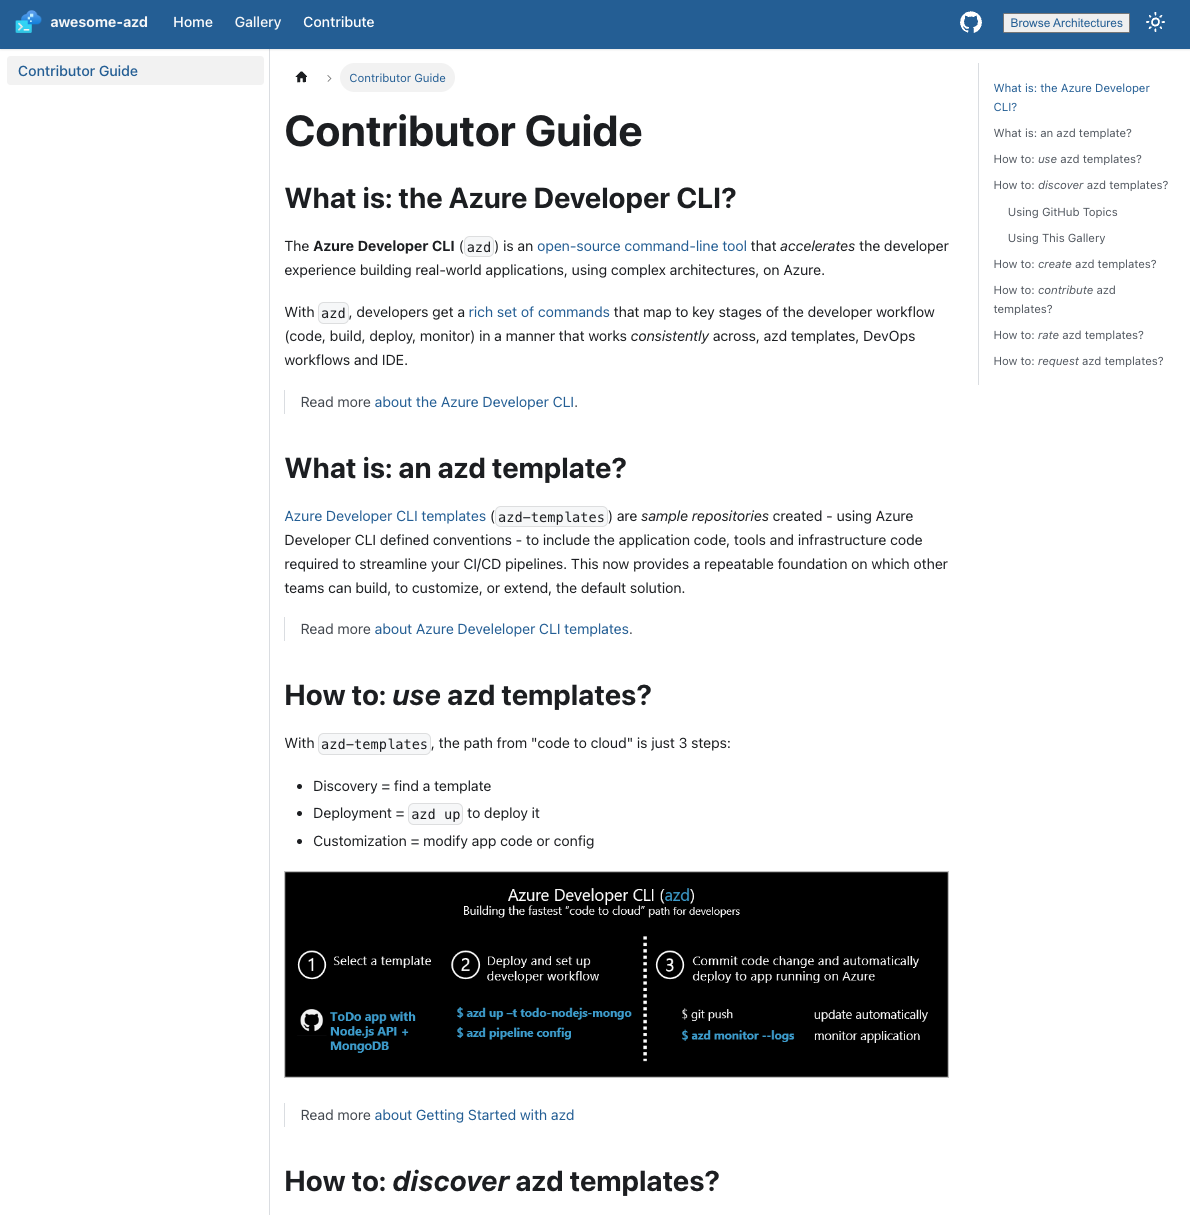 awesome-azd Home Gallery Contribute Browse Architectures
Contributor Guide
Contributor Guide
Contributor Guide
What is: the Azure Developer CLI?
The Azure Developer CLI (azd) is an open-source command-line tool that accelerates the developer
experience building real-world applications, using complex architectures, on Azure.
With azd, developers get a rich set of commands that map to key stages of the developer workflow
(code, build, deploy, monitor) in a manner that works consistently across, azd templates, DevOps
workflows and IDE.
Read more about the Azure Developer CLI.
What is: an azd template?
Azure Developer CLI templates (azd-templates) are sample repositories created - using Azure
Developer CLI defined conventions - to include the application code, tools and infrastructure code
required to streamline your CI/CD pipelines. This now provides a repeatable foundation on which other
teams can build, to customize, or extend, the default solution.
Read more about Azure Develeloper CLI templates.
How to: use azd templates?
With azd-templates, the path from "code to cloud" is just 3 steps:
Discovery = find a template
Deployment = azd up to deploy it
Customization = modify app code or config
Azure Developer CLI (azd)
Building the fastest “code to cloud” path for developers
1 Select a template
2 Deploy and set up
developer workflow
3 Commit code change and automatically
deploy to app running on Azure
ToDo app with
Node.js API +
MongoDB
$ azd up –t todo-nodejs-mongo
$ azd pipeline config
$ git push update automatically
$ azd monitor --logs monitor application
Read more about Getting Started with azd
How to: discover azd templates?
What is: the Azure Developer
CLI?
What is: an azd template?
How to: use azd templates?
How to: discover azd templates?
Using GitHub Topics
Using This Gallery
How to: create azd templates?
How to: contribute azd
templates?
How to: rate azd templates?
How to: request azd templates?